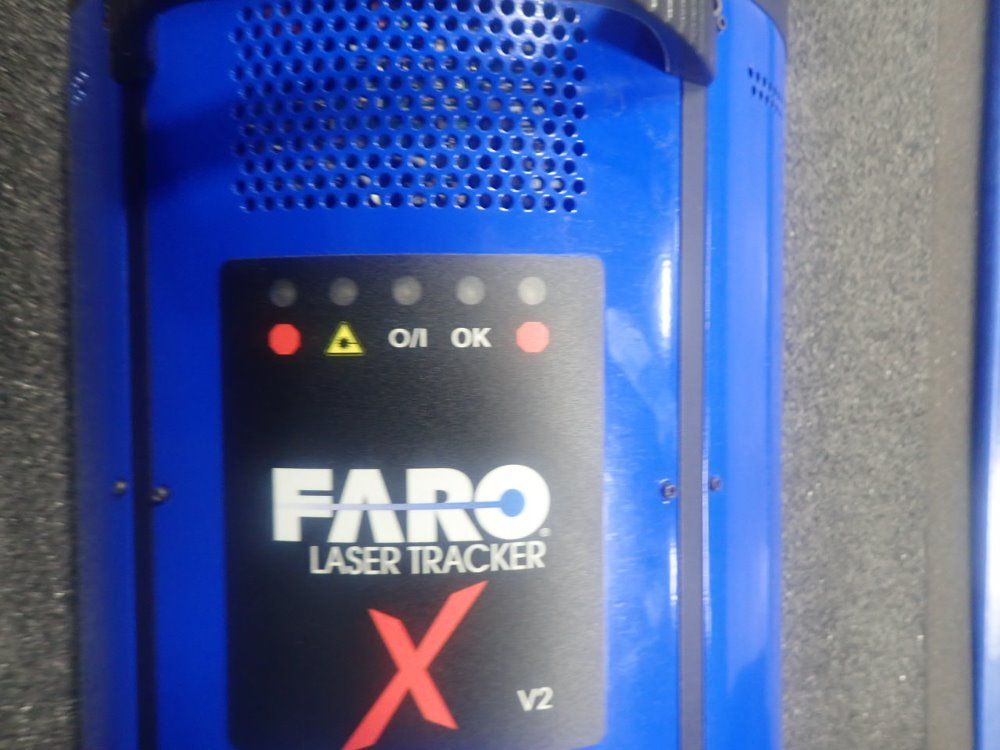 O/I OK
FARO
LASER TRACKER
X
V2